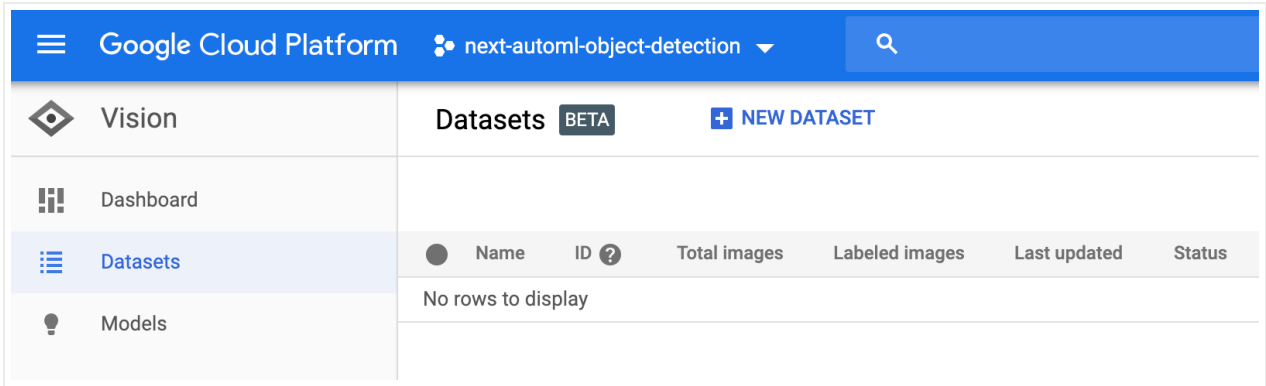 Google Cloud Platform next-automl-object-detection
Vision
Datasets BETA NEW DATASET
Dashboard
Datasets
Models
Name ID Total images Labeled images Last updated Status
No rows to display